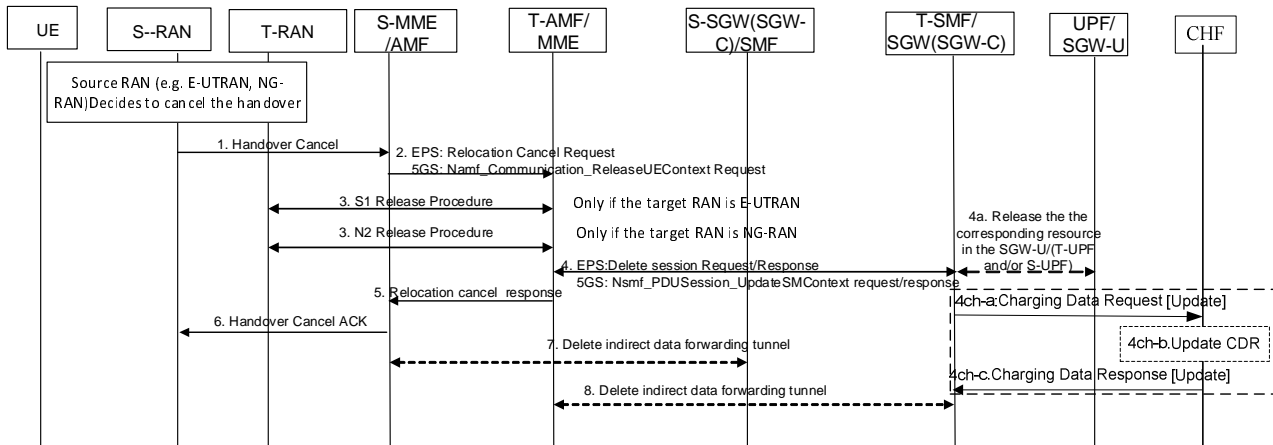 UE
S--RAN
T-RAN
S-MME
/AMF
T-AMF/
MME
S-SGW(SGW-
C)/SMF
T-SMF/
SGW(SGW-C)
UPF/
SGW-U
CHF
Source RAN (e.g. E-UTRAN, NG-
RAN)Decides to cancel the handover
1. Handover Cancel
2. EPS: Relocation Cancel Request
5GS: Namf_Communication_ReleaseUEContext Request
3. S1 Release Procedure
Only if the target RAN is E-UTRAN
3. N2 Release Procedure
Only if the target RAN is NG-RAN
4a. Release the the
corresponding resource
in the SGW-U/(T-UPF
and/or S-UPF)
4. EPS:Delete session Request/Response
5GS: Nsmf_PDUSession_UpdateSMContext request/response
5. Relocation cancel response
4ch-a:Charging Data Request [Update]
6. Handover Cancel ACK
4ch-b.Update CDR
7. Delete indirect data forwarding tunnel
4ch-c.Charging Data Response [Update]
8. Delete indirect data forwarding tunnel